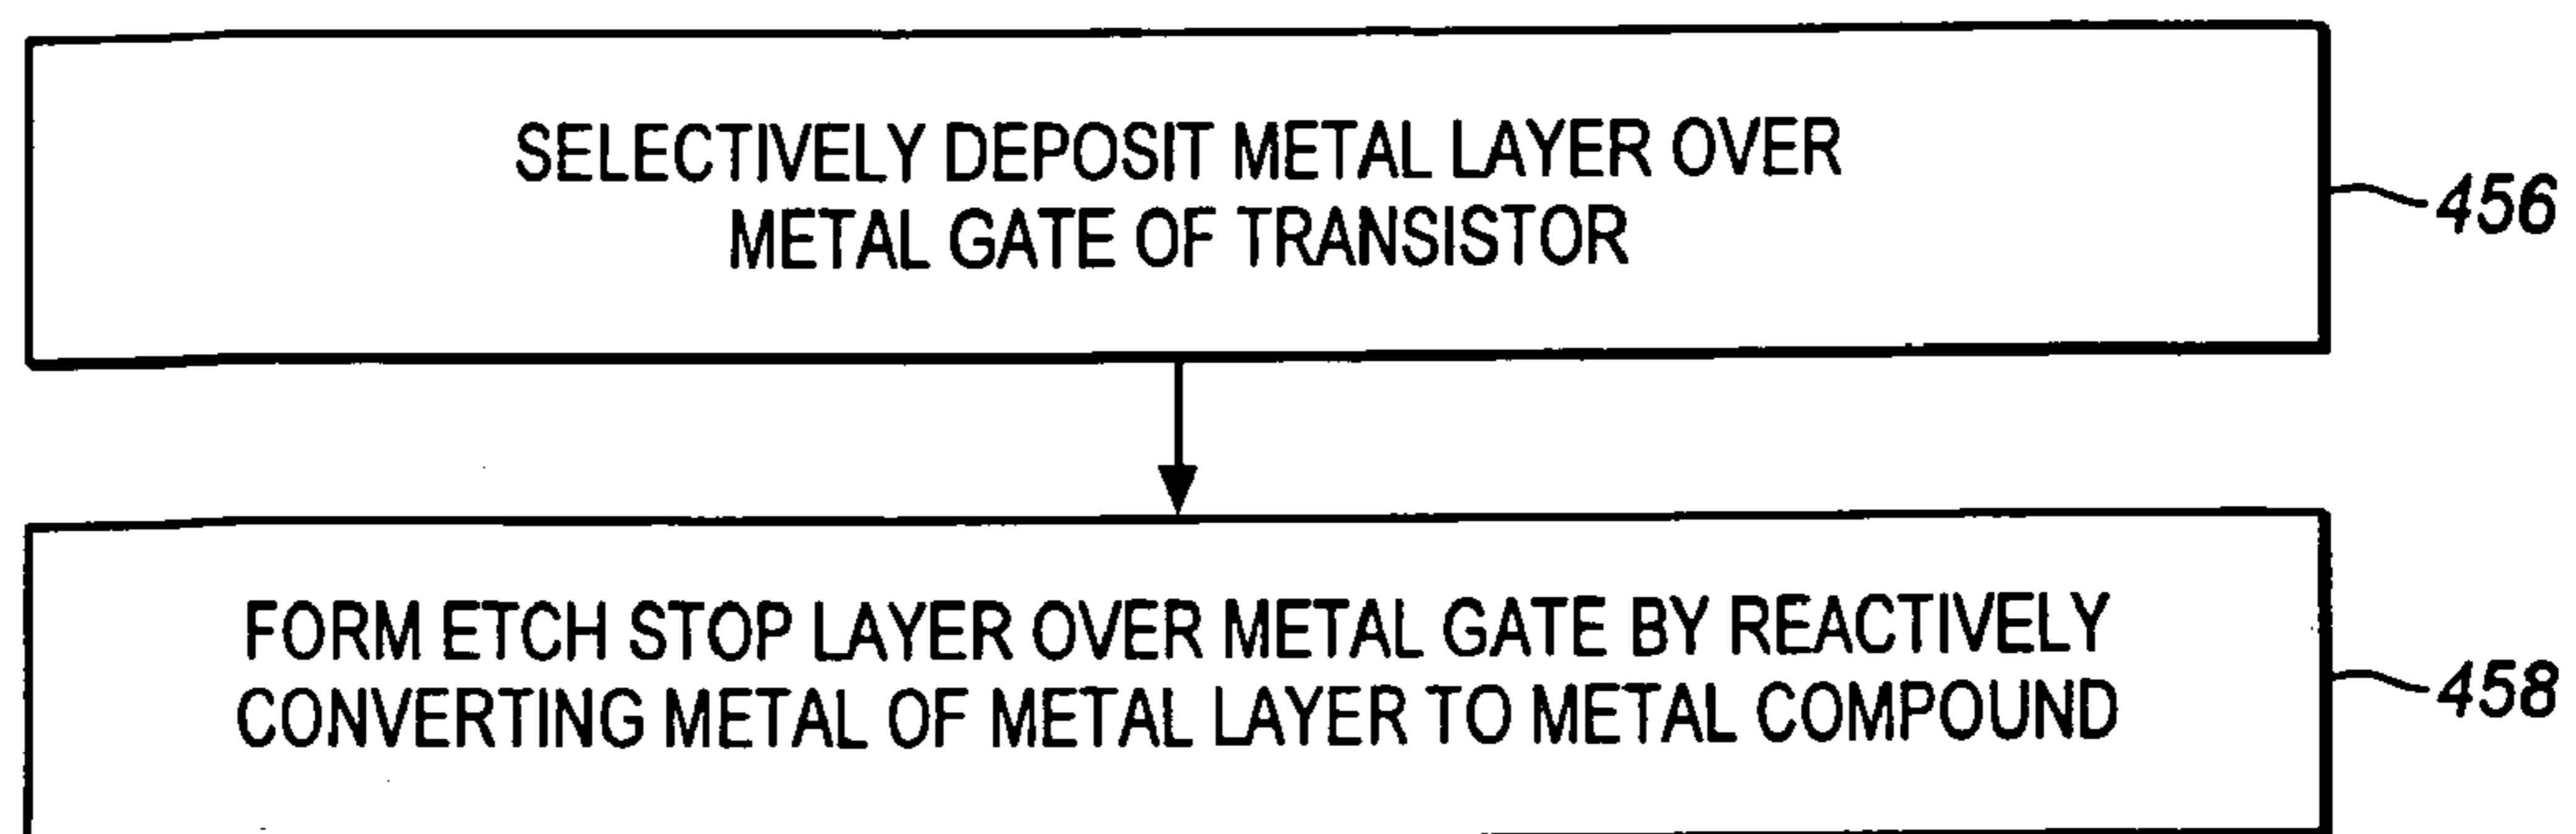 SELECTIVELY DEPOSIT METAL LAYER OVER
METAL GATE OF TRANSISTOR
456
FORM ETCH STOP LAYER OVER METAL GATE BY REACTIVELY
CONVERTING METAL OF METAL LAYER TO METAL COMPOUND
458